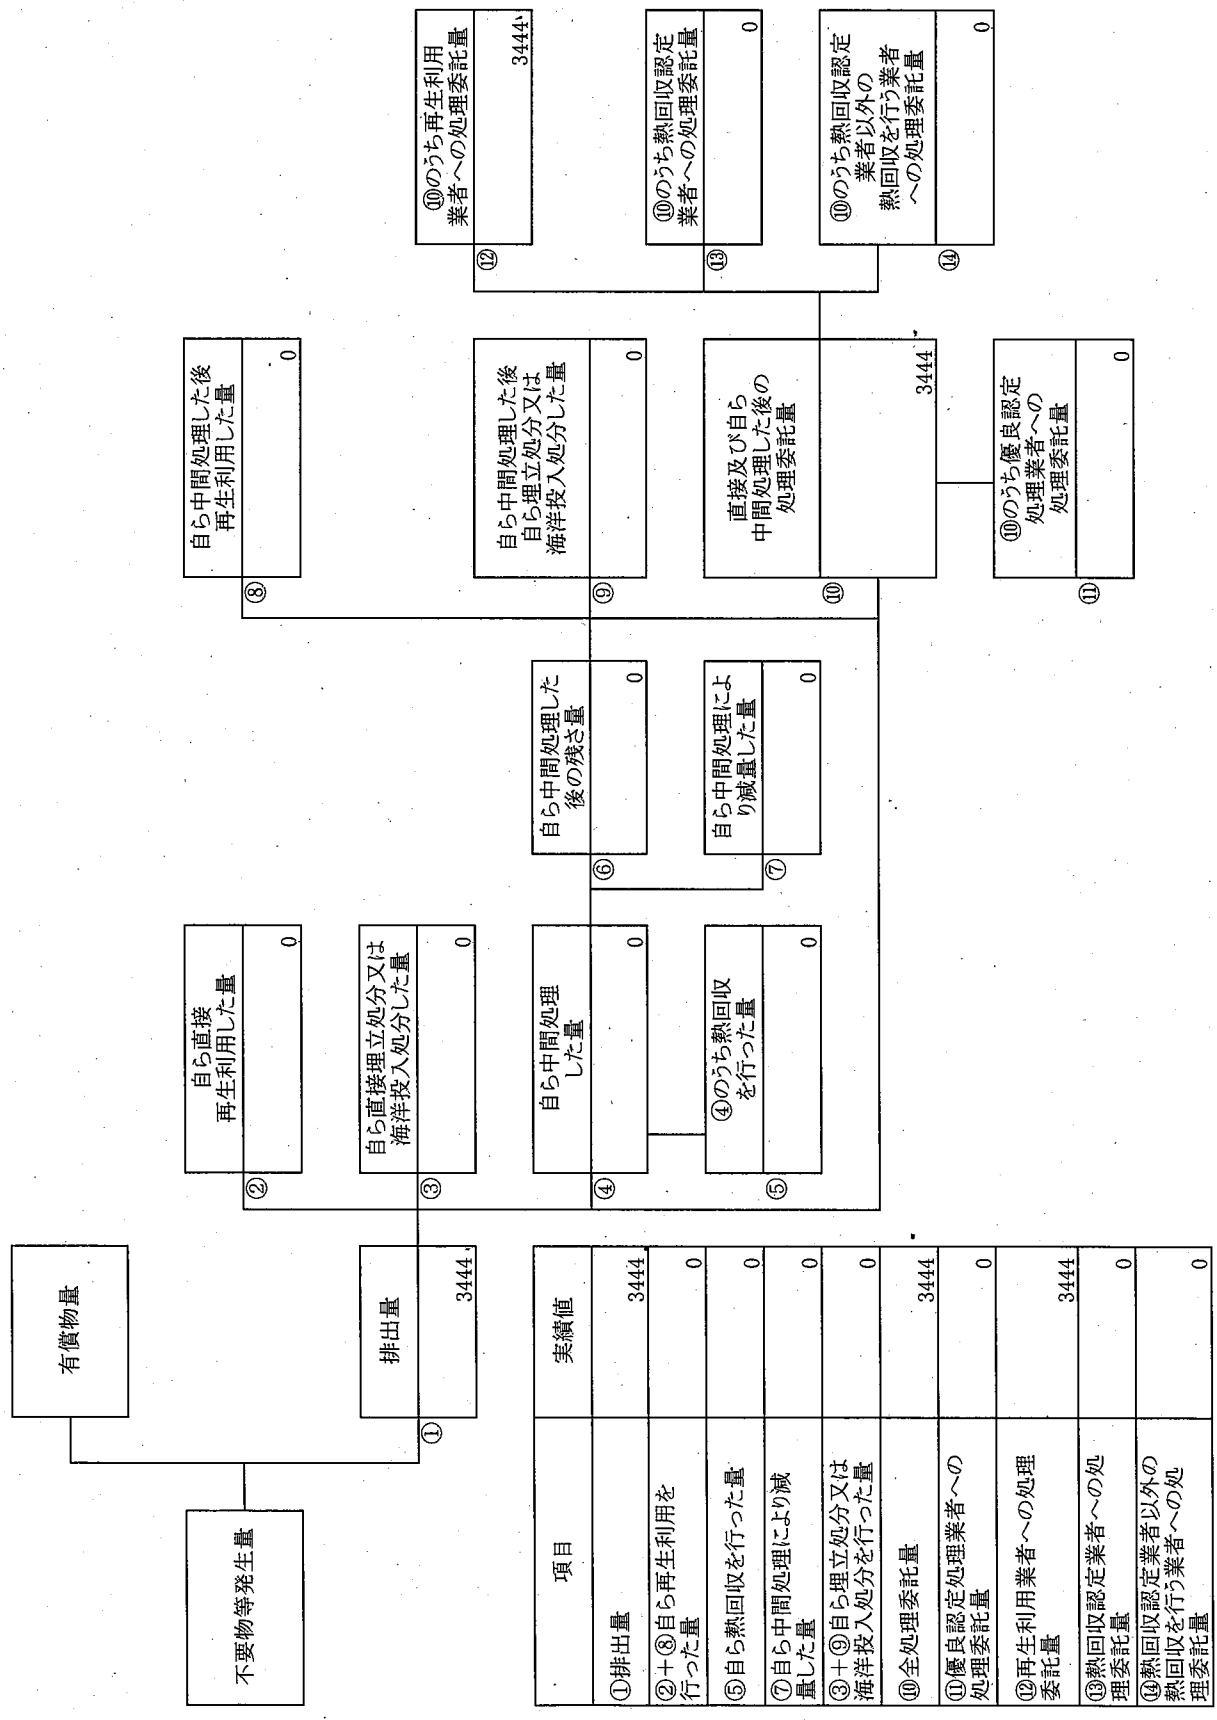 有償物量
不要物等発生量
①
排出量
3444
②
自ら直接
再生利用した量
0
③
自ら直接埋立処分又は
海洋投入処分した量
0
④
自ら中間処理
した量
0
⑤
④のうち熱回収
を行った量
0
⑥
自ら中間処理した
後の残さ量
0
⑦
自ら中間処理によ
り減量した量
0
⑧
自ら中間処理した後
再生利用した量
0
⑨
自ら中間処理した後
自ら埋立処分又は
海洋投入処分した量
0
⑩
直接及び自ら
中間処理した後の
処理委託量
3444
⑪
⑩のうち優良認定
処理業者への
処理委託量
0
⑫
⑩のうち再生利用
業者への処理委託量
3444
⑬
⑩のうち熱回収認定
業者への処理委託量
0
⑭
⑩のうち熱回収認定
業者以外の
熱回収を行う業者
への処理委託量
0
項目 実績値
①排出量 3444
②+⑧自ら再生利用を
行った量 0
⑤自ら熱回収を行った量 0
⑦自ら中間処理により減
量した量 0
③+⑨自ら埋立処分又は
海洋投入処分を行った量 0
⑩全処理委託量 3444
⑪優良認定処理業者への
処理委託量 0
⑫再生利用業者への処理
委託量 3444
⑬熱回収認定業者への処
理委託量 0
⑭熱回収認定業者以外の
熱回収を行う業者への処
理委託量 0